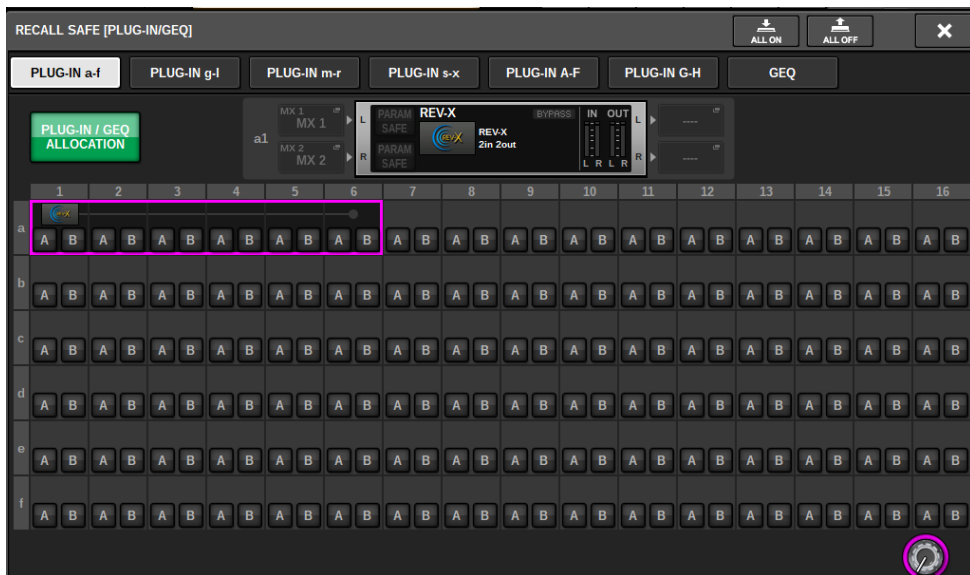 RECALL SAFE [PLUG-IN/GEQ]
ALL ON
ALL OFF
PLUG-IN a-f
PLUG-IN g-l
PLUG-IN m-r
PLUG-IN s-x
PLUG-IN A-F
PLUG-IN G-H
GEQ
PLUG-IN / GEQ
ALLOCATION
a1
MX 1
MX 1
MX 2
MX 2
L
R
PARAM
SAFE
PARAM
SAFE
REV-X
BYPASS
REV-X
REV-X
2in 2out
IN OUT
L R L R
L
R
----
----
1 2 3 4 5 6 7 8 9 10 11 12 13 14 15 16
REV-X
a
A B A B A B A B A B A B A B A B A B A B A B A B A B A B A B A B
b
A B A B A B A B A B A B A B A B A B A B A B A B A B A B A B A B
c
A B A B A B A B A B A B A B A B A B A B A B A B A B A B A B A B
d
A B A B A B A B A B A B A B A B A B A B A B A B A B A B A B A B
e
A B A B A B A B A B A B A B A B A B A B A B A B A B A B A B A B
f
A B A B A B A B A B A B A B A B A B A B A B A B A B A B A B A B